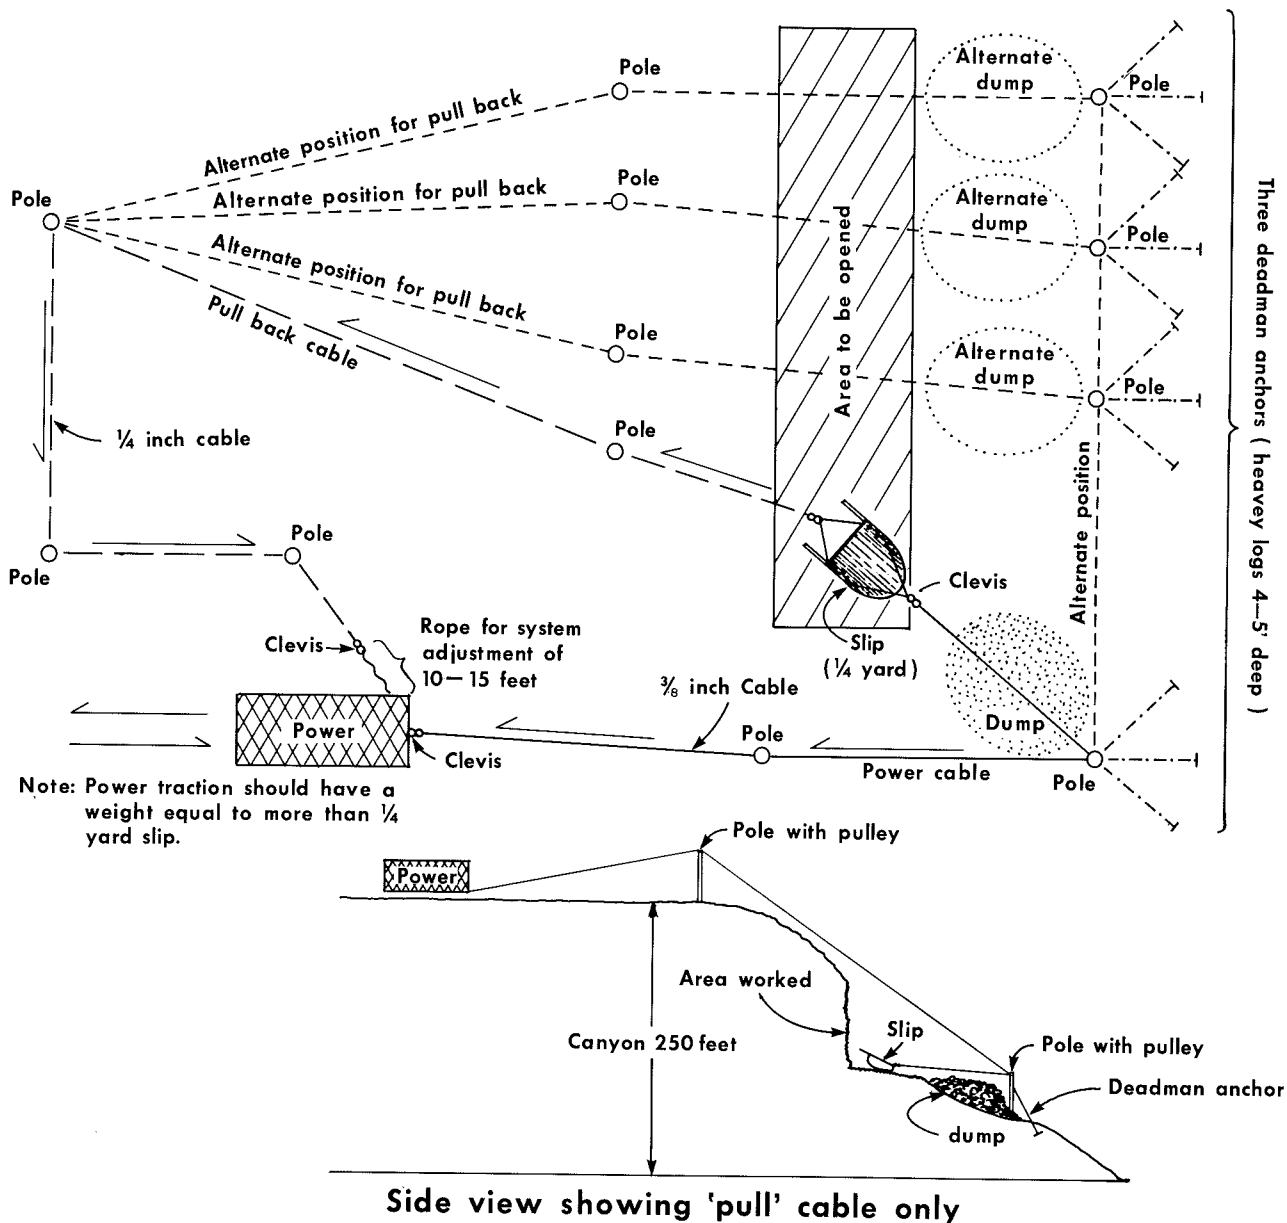 Pole
Alternate
dump
Pole
Alternate position for pull back
Pole
Alternate position for pull back
Pole
Alternate
dump
Pole
Alternate position for pull back
Pull back cable
Pole
Alternate
dump
Pole
Area to be opened
Three deadman anchors ( heavey logs 4—5' deep )
¼ inch cable
Pole
Alternate position
Pole
Pole
Clevis
Clevis
Rope for system
adjustment of
10—15 feet
Slip
(¼ yard)
⅜ inch Cable
Power
Clevis
Pole
Dump
Power cable
Pole
Note: Power traction should have a
weight equal to more than ¼
yard slip.
Pole with pulley
Power
Area worked
Slip
Canyon 250 feet
Pole with pulley
Deadman anchor
dump
Side view showing 'pull' cable only